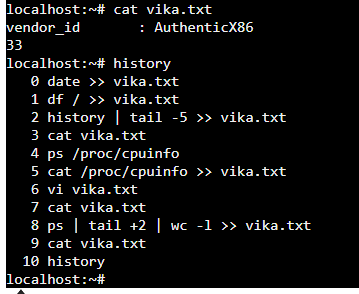 localhost:~# cat vika.txt
vendor_id       : AuthenticX86
33
localhost:~# history
   0 date >> vika.txt
   1 df / >> vika.txt
   2 history | tail -5 >> vika.txt
   3 cat vika.txt
   4 ps /proc/cpuinfo
   5 cat /proc/cpuinfo >> vika.txt
   6 vi vika.txt
   7 cat vika.txt
   8 ps | tail +2 | wc -l >> vika.txt
   9 cat vika.txt
  10 history
localhost:~#